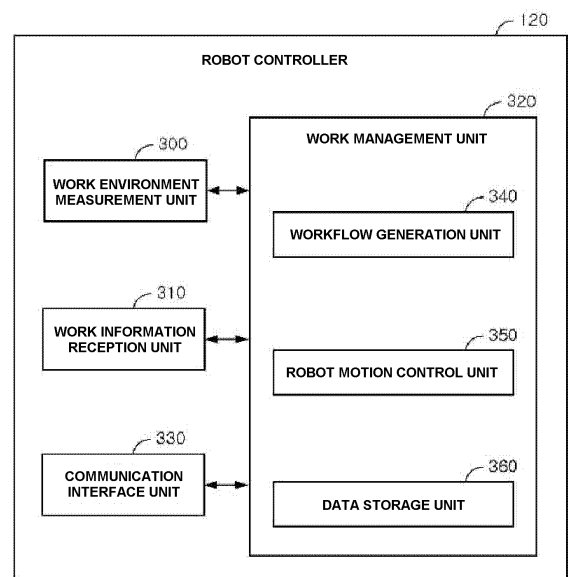 120
ROBOT CONTROLLER
320
WORK MANAGEMENT UNIT
300
WORK ENVIRONMENT
MEASUREMENT UNIT
340
WORKFLOW GENERATION UNIT
310
WORK INFORMATION
RECEPTION UNIT
350
ROBOT MOTION CONTROL UNIT
330
COMMUNICATION
INTERFACE UNIT
360
DATA STORAGE UNIT